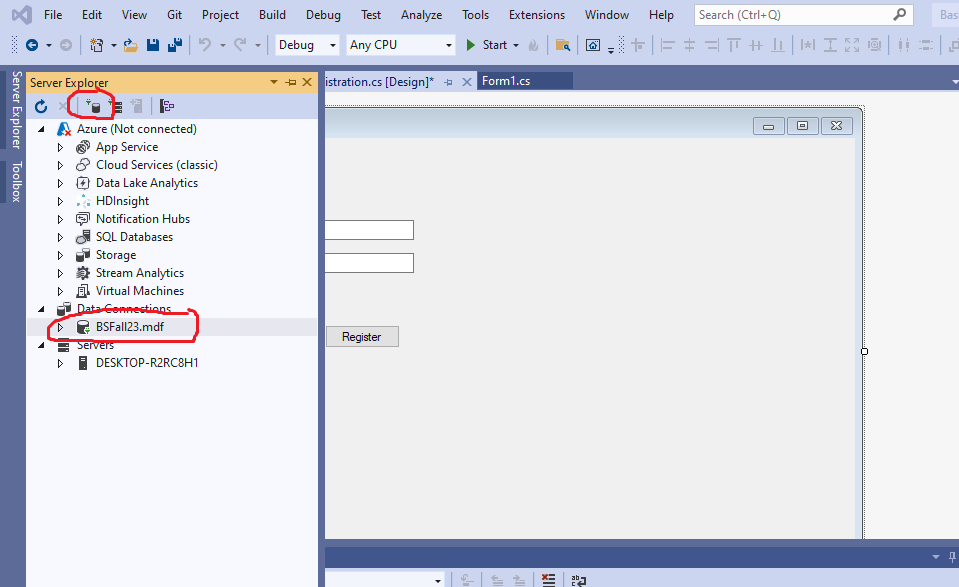 File Edit View Git Project Build Debug Test Analyze Tools Extensions Window Help Search (Ctrl+Q) Bas
Debug Any CPU Start
Server Explorer
istration.cs [Design]* Form1.cs
Server Explorer
Toolbox
Azure (Not connected)
App Service
Cloud Services (classic)
Data Lake Analytics
HDInsight
Notification Hubs
SQL Databases
Storage
Stream Analytics
Virtual Machines
Data Connections
BSFall23.mdf
Servers
DESKTOP-R2RC8H1
Register